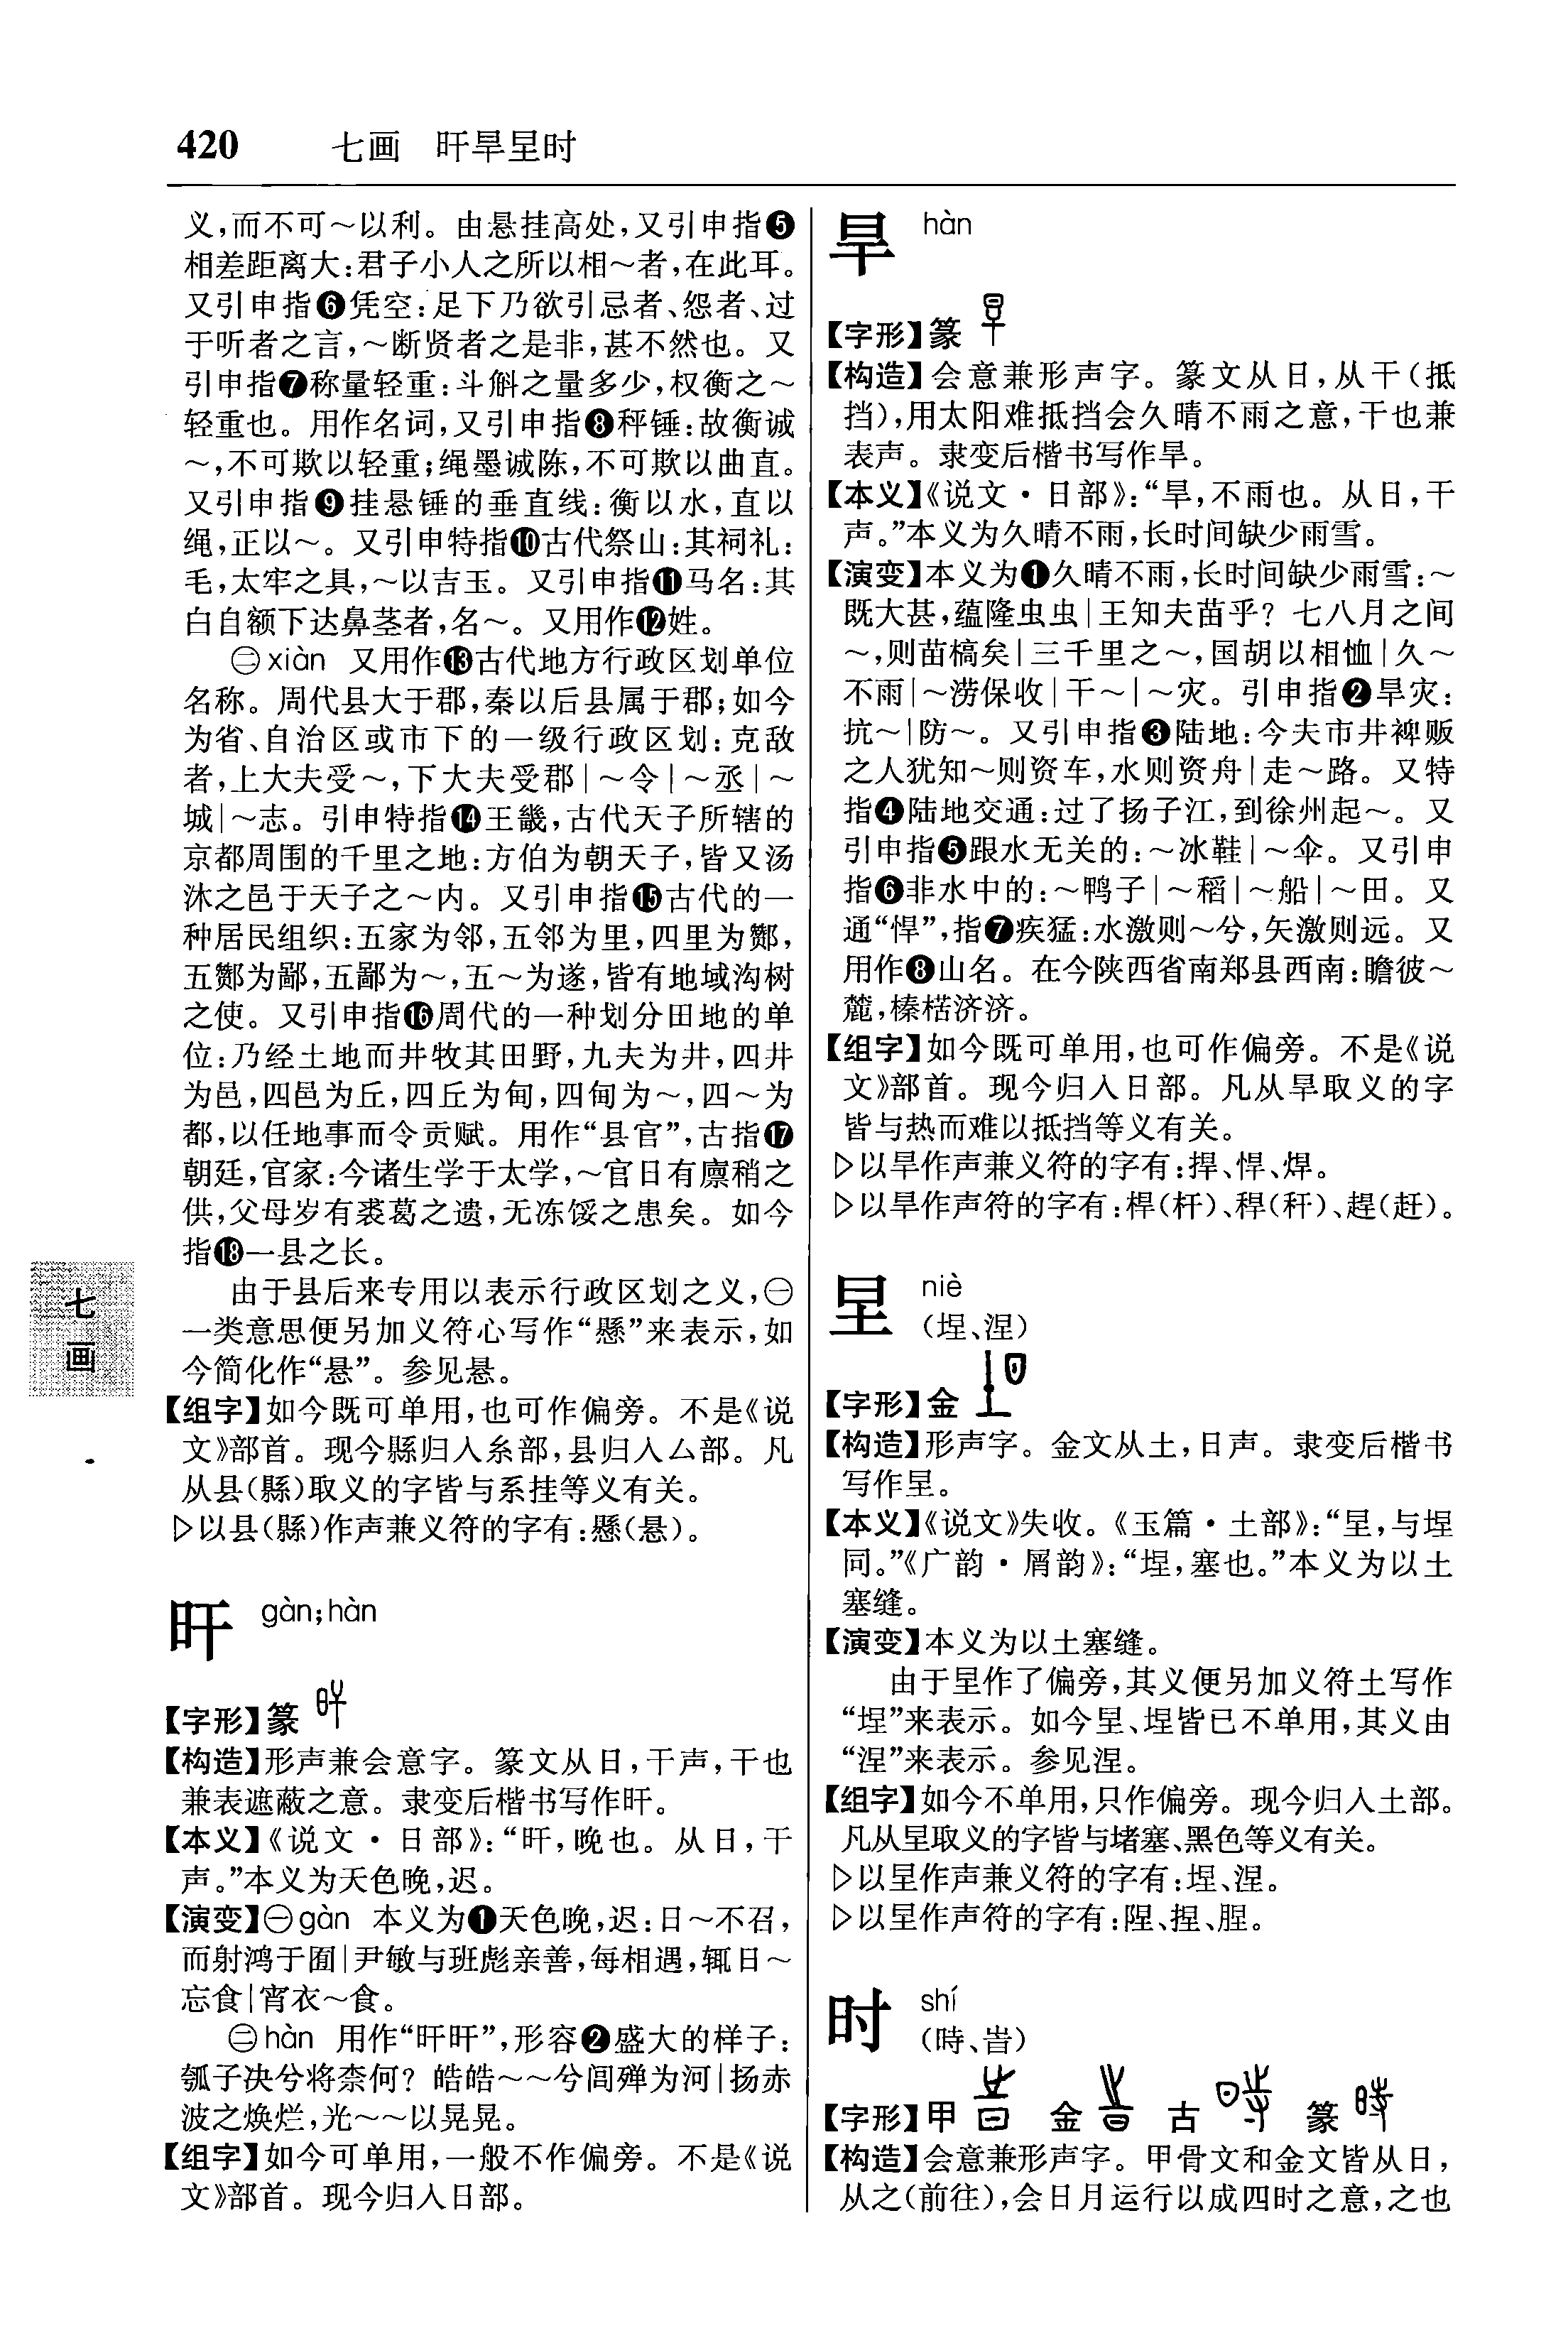 420 七画 旰旱圼时
义,而不可～以利。由悬挂高处,又引申指❺
相差距离大:君子小人之所以相～者,在此耳。
又引申指❻凭空:足下乃欲引忌者、怨者、过
于听者之言,～断贤者之是非,甚不然也。又
引申指❼称量轻重:斗斛之量多少,权衡之～
轻重也。用作名词,又引申指❽秤锤:故衡诚
～,不可欺以轻重;绳墨诚陈,不可欺以曲直。
又引申指❾挂悬锤的垂直线:衡以水,直以
绳,正以～。又引申特指❿古代祭山:其祠礼:
毛,太牢之具,～以吉玉。又引申指⓫马名:其
白自额下达鼻茎者,名～。又用作⓬姓。
㊁xiàn 又用作⓭古代地方行政区划单位
名称。周代县大于郡,秦以后县属于郡;如今
为省、自治区或市下的一级行政区划:克敌
者,上大夫受～,下大夫受郡|～令|～丞|～
城|～志。引申特指⓮王畿,古代天子所辖的
京都周围的千里之地:方伯为朝天子,皆又汤
沐之邑于天子之～内。又引申指⓯古代的一
种居民组织:五家为邻,五邻为里,四里为酂,
五酂为鄙,五鄙为～,五～为遂,皆有地域沟树
之使。又引申指⓰周代的一种划分田地的单
位:乃经土地而井牧其田野,九夫为井,四井
为邑,四邑为丘,四丘为甸,四甸为～,四～为
都,以任地事而令贡赋。用作“县官”,古指⓱
朝廷,官家:今诸生学于太学,～官日有廪稍之
供,父母岁有裘葛之遗,无冻馁之患矣。如今
指⓲一县之长。
由于县后来专用以表示行政区划之义,㊀
一类意思便另加义符心写作“懸”来表示,如
今简化作“悬”。参见悬。
【组字】如今既可单用,也可作偏旁。不是《说
文》部首。现今縣归入糸部,县归入厶部。凡
从县(縣)取义的字皆与系挂等义有关。
▷以县(縣)作声兼义符的字有:懸(悬)。
旰 gàn;hàn
【字形】篆
【构造】形声兼会意字。篆文从日,干声,干也
兼表遮蔽之意。隶变后楷书写作旰。
【本义】《说文·日部》:“旰,晚也。从日,干
声。”本义为天色晚,迟。
【演变】㊀gàn 本义为❶天色晚,迟:日～不召,
而射鸿于囿|尹敏与班彪亲善,每相遇,辄日～
忘食|宵衣～食。
㊁hàn 用作“旰旰”,形容❷盛大的样子:
瓠子决兮将柰何?皓皓～～兮闾殚为河|扬赤
波之焕烂,光～～以晃晃。
【组字】如今可单用,一般不作偏旁。不是《说
文》部首。现今归入日部。
七
画
旱 hàn
【字形】篆
【构造】会意兼形声字。篆文从日,从干(抵
挡),用太阳难抵挡会久晴不雨之意,干也兼
表声。隶变后楷书写作旱。
【本义】《说文·日部》:“旱,不雨也。从日,干
声。”本义为久晴不雨,长时间缺少雨雪。
【演变】本义为❶久晴不雨,长时间缺少雨雪:～
既大甚,蕴隆虫虫|王知夫苗乎?七八月之间
～,则苗槁矣|三千里之～,国胡以相恤|久～
不雨|～涝保收|干～|～灾。引申指❷旱灾:
抗～|防～。又引申指❸陆地:今夫市井裨贩
之人犹知～则资车,水则资舟|走～路。又特
指❹陆地交通:过了扬子江,到徐州起～。又
引申指❺跟水无关的:～冰鞋|～伞。又引申
指❻非水中的:～鸭子|～稻|～船|～田。又
通“悍”,指❼疾猛:水激则～兮,矢激则远。又
用作❽山名。在今陕西省南郑县西南:瞻彼～
麓,榛楛济济。
【组字】如今既可单用,也可作偏旁。不是《说
文》部首。现今归入日部。凡从旱取义的字
皆与热而难以抵挡等义有关。
▷以旱作声兼义符的字有:捍、悍、焊。
▷以旱作声符的字有:桿(杆)、稈(秆)、趕(赶)。
圼 niè
(埕、涅)
【字形】金
【构造】形声字。金文从土,日声。隶变后楷书
写作圼。
【本义】《说文》失收。《玉篇·土部》:“圼,与埕
同。”《广韵·屑韵》:“埕,塞也。”本义为以土
塞缝。
【演变】本义为以土塞缝。
由于圼作了偏旁,其义便另加义符土写作
“埕”来表示。如今圼、埕皆已不单用,其义由
“涅”来表示。参见涅。
【组字】如今不单用,只作偏旁。现今归入土部。
凡从圼取义的字皆与堵塞、黑色等义有关。
▷以圼作声兼义符的字有:埕、涅。
▷以圼作声符的字有:陧、捏、脭。
时 shí
(時、旹)
【字形】甲 金 古 篆
【构造】会意兼形声字。甲骨文和金文皆从日,
从之(前往),会日月运行以成四时之意,之也